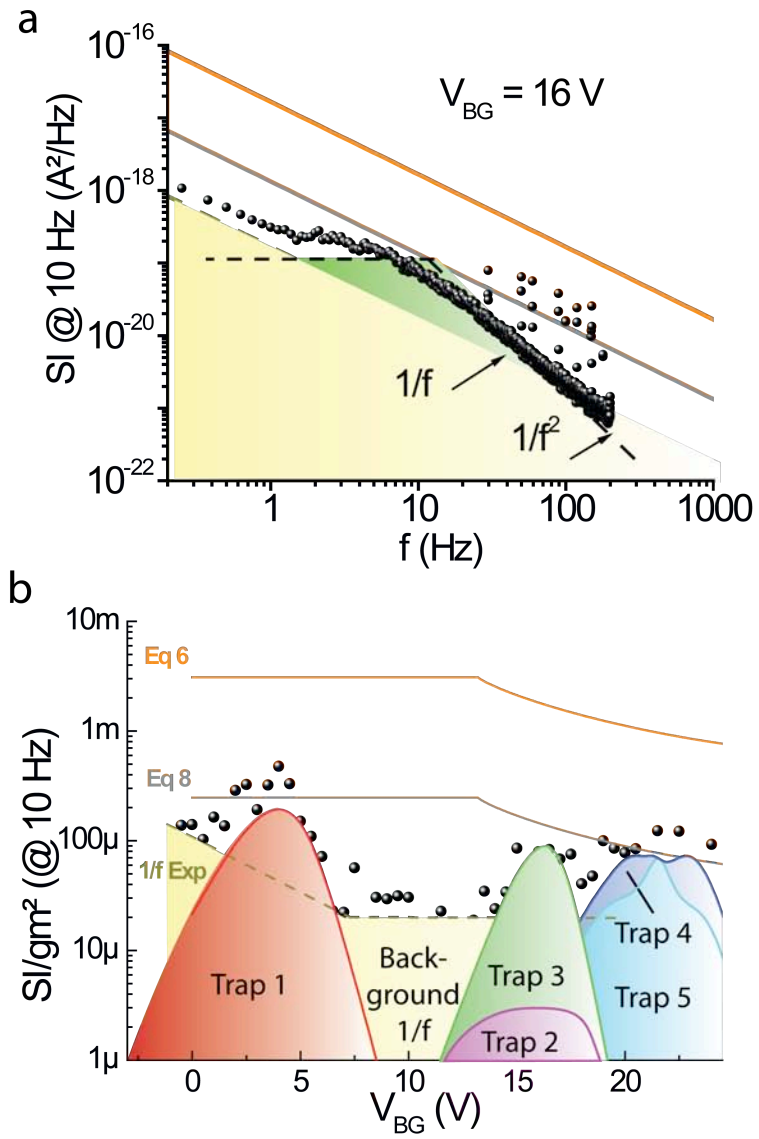 a
V_BG = 16 V
SI @ 10 Hz (A²/Hz)
10⁻¹⁶
10⁻¹⁸
10⁻²⁰
10⁻²²
1/f
1/f²
1 10 100 1000
f (Hz)
b
SI/gm² (@ 10 Hz)
10m
1m
100µ
10µ
1µ
Eq 6
Eq 8
1/f Exp
Trap 1
Back-
ground
1/f
Trap 3
Trap 2
Trap 4
Trap 5
0 5 10 15 20
V_BG (V)